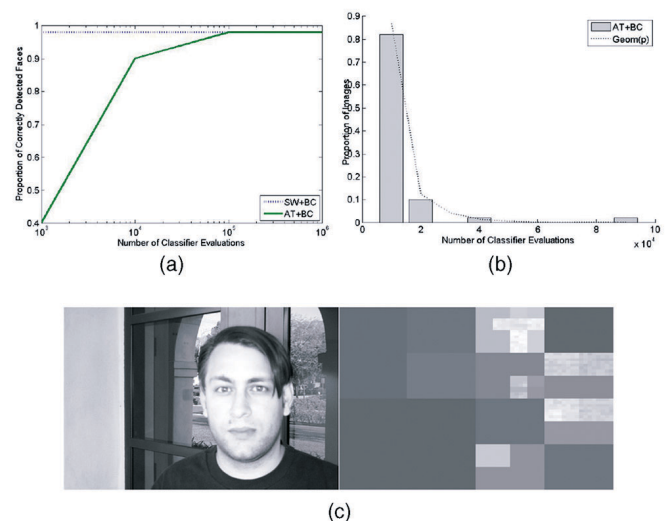 1
0.9
0.8
0.7
0.6
0.5
0.4
Proportion of Correctly Detected Faces
10³ 10⁴ 10⁵ 10⁶
Number of Classifier Evaluations
SW+BC
AT+BC
(a)
0.9
0.8
0.7
0.6
0.5
0.4
0.3
0.2
0.1
0
Proportion of Images
AT+BC
Geom(p)
0 2 4 6 8 10
Number of Classifier Evaluations
x 10⁴
(b)
(c)